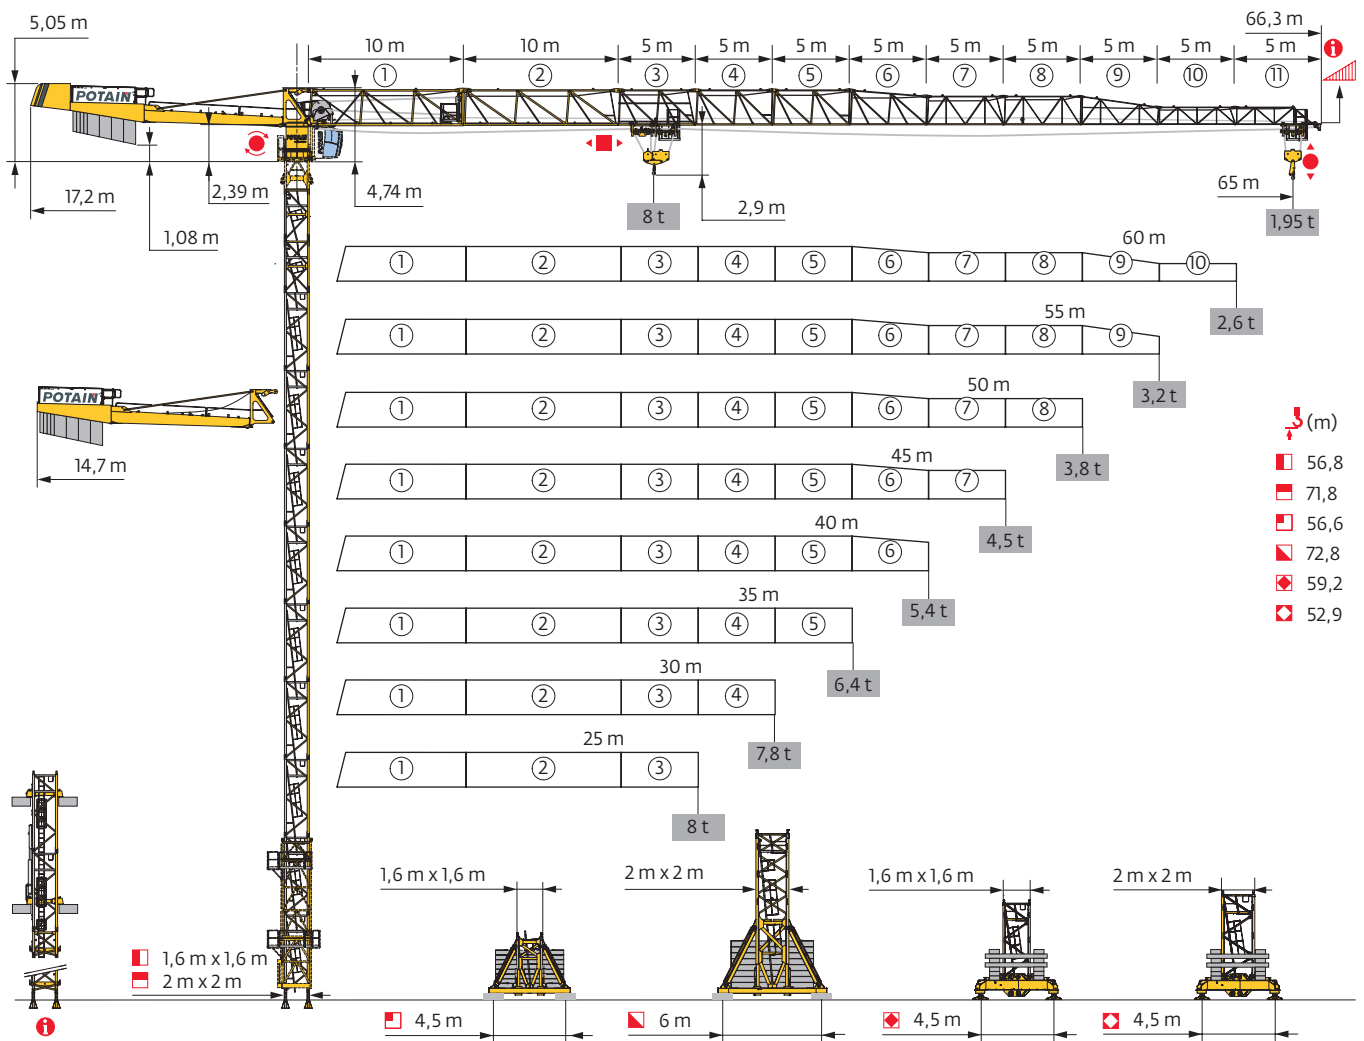 5,05 m
66,3 m
10 m
10 m
5 m
5 m
5 m
5 m
5 m
5 m
5 m
5 m
5 m
i
1
2
3
4
5
6
7
8
9
10
11
POTAIN
17,2 m
2,39 m
1,08 m
4,74 m
8 t
2,9 m
65 m
1,95 t
60 m
1
2
3
4
5
6
7
8
9
10
2,6 t
55 m
1
2
3
4
5
6
7
8
9
3,2 t
50 m
1
2
3
4
5
6
7
8
3,8 t
POTAIN
14,7 m
45 m
1
2
3
4
5
6
7
4,5 t
40 m
1
2
3
4
5
6
5,4 t
35 m
1
2
3
4
5
6,4 t
30 m
1
2
3
4
7,8 t
25 m
1
2
3
8 t
(m)
56,8
71,8
56,6
72,8
59,2
52,9
1,6 m x 1,6 m
2 m x 2 m
1,6 m x 1,6 m
2 m x 2 m
1,6 m x 1,6 m
2 m x 2 m
i
4,5 m
6 m
4,5 m
4,5 m